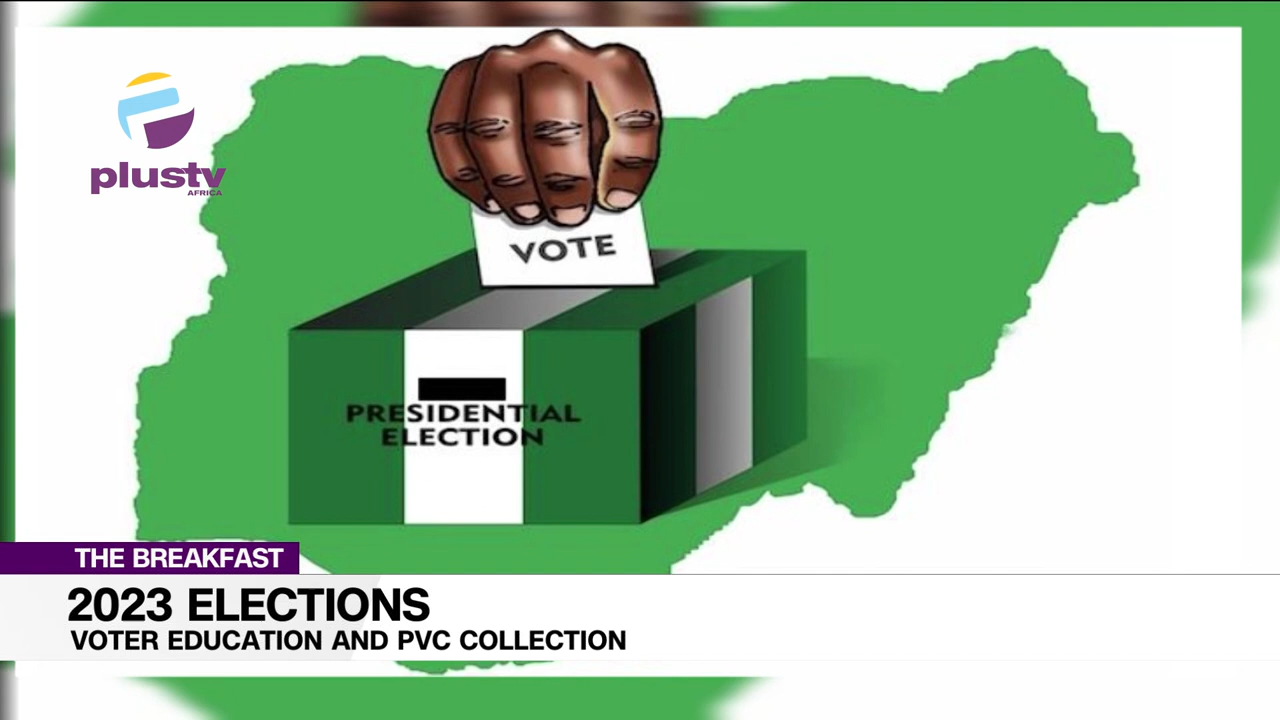 plustv
AFRICA
VOTE
PRESIDENTIAL
ELECTION
THE BREAKFAST
2023 ELECTIONS
VOTER EDUCATION AND PVC COLLECTION